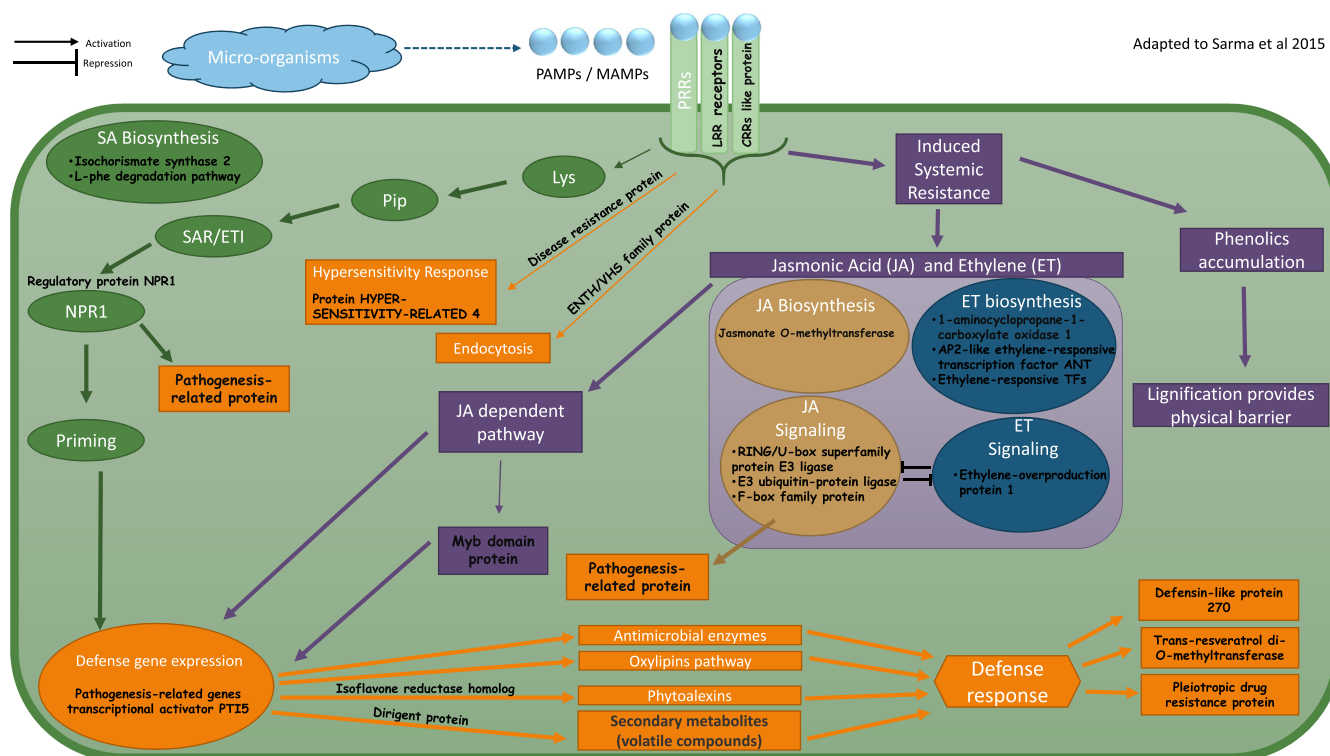 Activation
Repression
Micro-organisms
PAMPs / MAMPs
PRRs
LRR receptors
CRRs like protein
Adapted to Sarma et al 2015
SA Biosynthesis
•Isochorismate synthase 2
•L-phe degradation pathway
Lys
Pip
SAR/ETI
Regulatory protein NPR1
NPR1
Pathogenesis-
related protein
Priming
Disease resistance protein
ENTH/VHS family protein
Hypersensitivity Response
Protein HYPER-
SENSITIVITY-RELATED 4
Endocytosis
Induced
Systemic
Resistance
Phenolics
accumulation
Lignification provides
physical barrier
Jasmonic Acid (JA) and Ethylene (ET)
JA Biosynthesis
Jasmonate O-methyltransferase
ET biosynthesis
•1-aminocyclopropane-1-
carboxylate oxidase 1
•AP2-like ethylene-responsive
transcription factor ANT
•Ethylene-responsive TFs
JA
Signaling
•RING/U-box superfamily
protein E3 ligase
•E3 ubiquitin-protein ligase
•F-box family protein
ET
Signaling
•Ethylene-overproduction
protein 1
JA dependent
pathway
Myb domain
protein
Pathogenesis-
related protein
Defense gene expression
Pathogenesis-related genes
transcriptional activator PTI5
Isoflavone reductase homolog
Dirigent protein
Antimicrobial enzymes
Oxylipins pathway
Phytoalexins
Secondary metabolites
(volatile compounds)
Defense
response
Defensin-like protein
270
Trans-resveratrol di-
O-methyltransferase
Pleiotropic drug
resistance protein